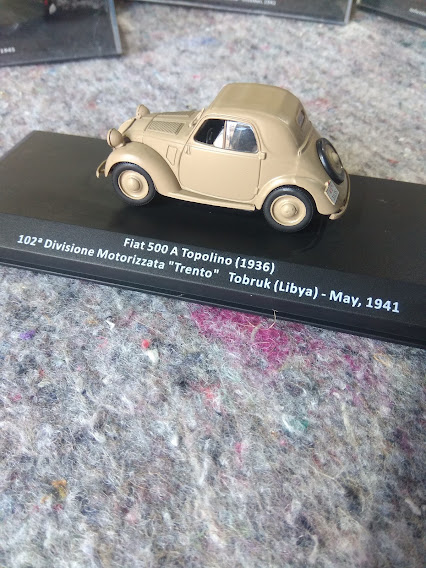 Fiat 500 A Topolino (1936)
102ª Divisione Motorizzata "Trento" Tobruk (Libya) - May, 1941